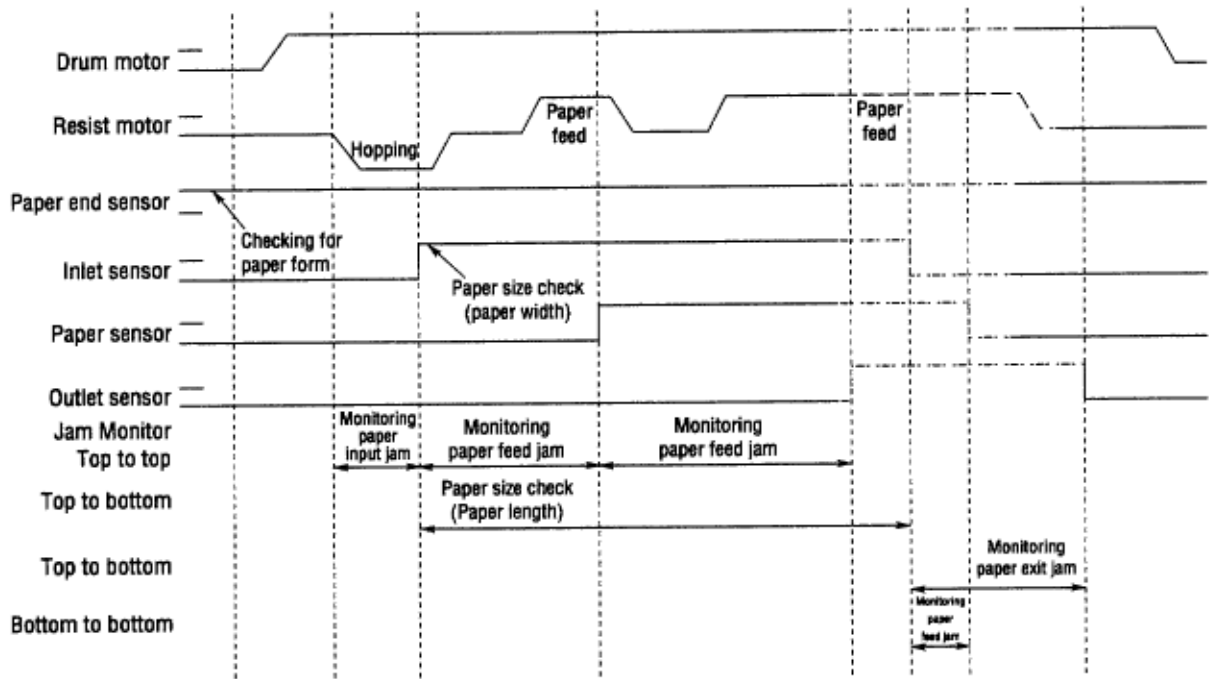 Drum motor
Resist motor
Hopping
Paper
feed
Paper
feed
Paper end sensor
Checking for
paper form
Inlet sensor
Paper size check
(paper width)
Paper sensor
Outlet sensor
Jam Monitor
Top to top
Monitoring
paper
input jam
Monitoring
paper feed jam
Monitoring
paper feed jam
Top to bottom
Paper size check
(Paper length)
Top to bottom
Monitoring
paper exit jam
Bottom to bottom
Monitoring
paper
feed jam